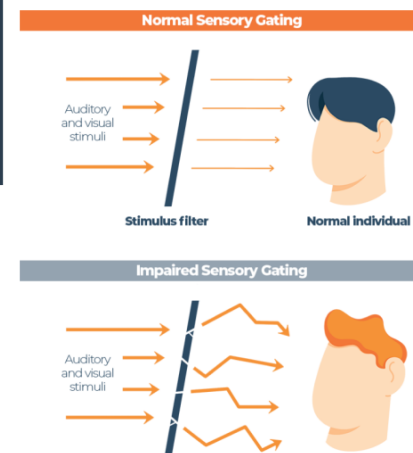 Normal Sensory Gating
Auditory
and visual
stimuli
Stimulus filter
Normal individual
Impaired Sensory Gating
Auditory
and visual
stimuli